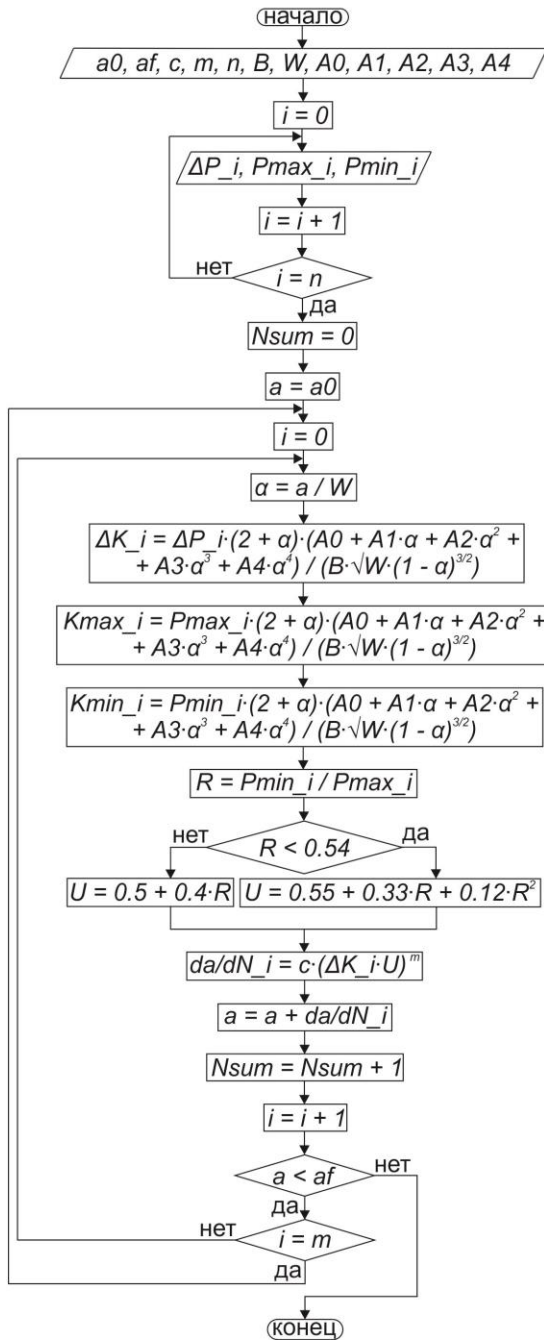 начало
a0, af, c, m, n, B, W, A0, A1, A2, A3, A4
i = 0
ΔP_i, Pmax_i, Pmin_i
i = i + 1
нет
i = n
да
Nsum = 0
a = a0
i = 0
α = a / W
ΔK_i = ΔP_i·(2 + α)·(A0 + A1·α + A2·α² +
+ A3·α³ + A4·α⁴) / (B·√W·(1 - α)^3/2)
Kmax_i = Pmax_i·(2 + α)·(A0 + A1·α + A2·α² +
+ A3·α³ + A4·α⁴) / (B·√W·(1 - α)^3/2)
Kmin_i = Pmin_i·(2 + α)·(A0 + A1·α + A2·α² +
+ A3·α³ + A4·α⁴) / (B·√W·(1 - α)^3/2)
R = Pmin_i / Pmax_i
нет
R < 0.54
да
U = 0.5 + 0.4·R
U = 0.55 + 0.33·R + 0.12·R²
da/dN_i = c·(ΔK_i·U)^m
a = a + da/dN_i
Nsum = Nsum + 1
i = i + 1
a < af
нет
да
нет
i = m
да
конец